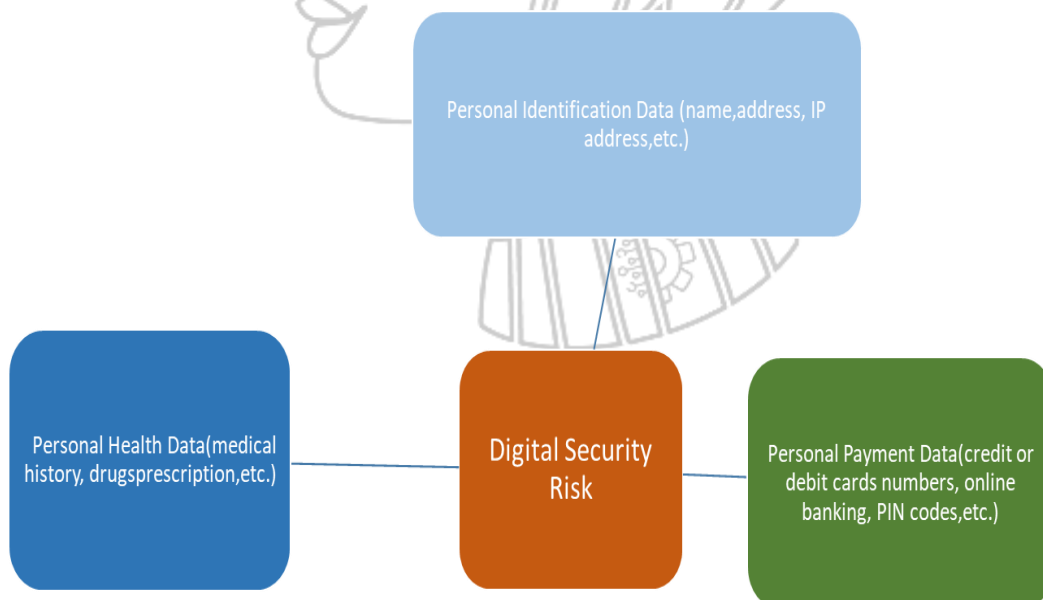 Personal Identification Data (name,address, IP
address,etc.)
Personal Health Data(medical
history, drugsprescription,etc.)
Digital Security
Risk
Personal Payment Data(credit or
debit cards numbers, online
banking, PIN codes,etc.)